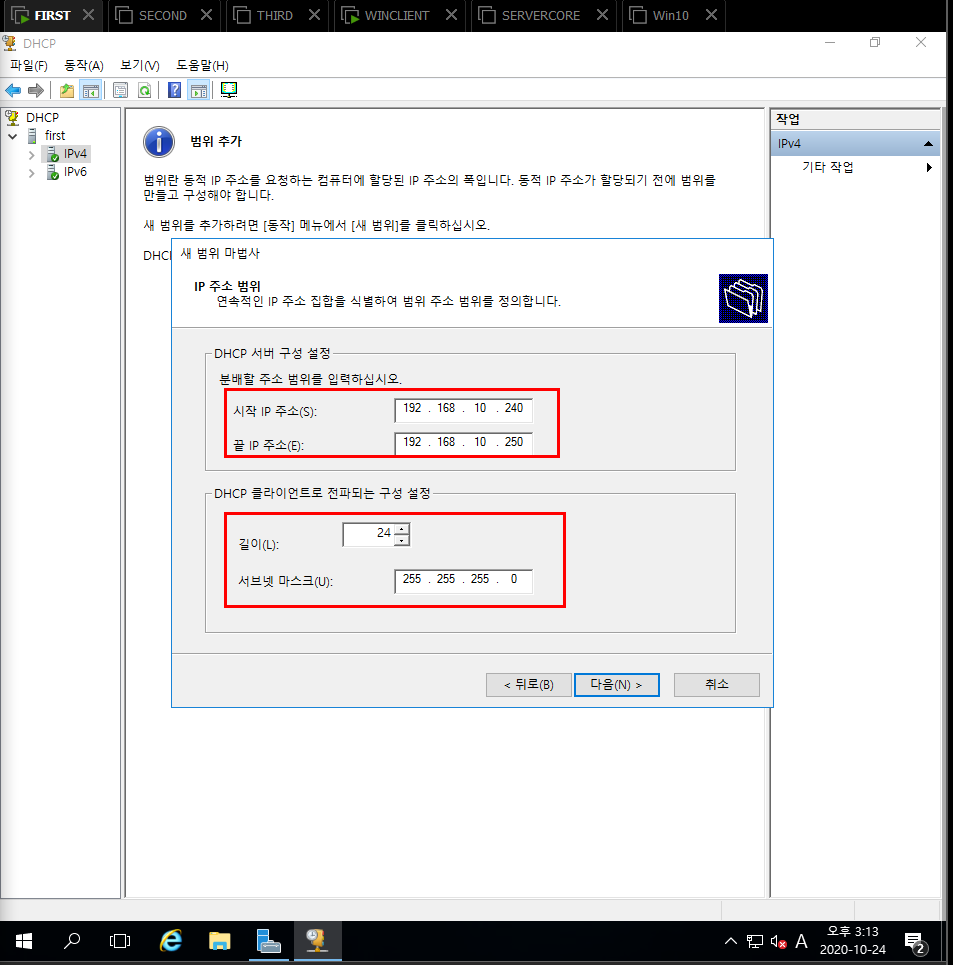 FIRST
SECOND
THIRD
WINCLIENT
SERVERCORE
Win10
DHCP
파일(F) 동작(A) 보기(V) 도움말(H)
DHCP
first
IPv4
IPv6
범위 추가
범위란 동적 IP 주소를 요청하는 컴퓨터에 할당된 IP 주소의 폭입니다. 동적 IP 주소가 할당되기 전에 범위를
만들고 구성해야 합니다.
새 범위를 추가하려면 [동작] 메뉴에서 [새 범위]를 클릭하십시오.
DHC
새 범위 마법사
IP 주소 범위
연속적인 IP 주소 집합을 식별하여 범위 주소 범위를 정의합니다.
DHCP 서버 구성 설정
분배할 주소 범위를 입력하십시오.
시작 IP 주소(S): 192 . 168 . 10 . 240
끝 IP 주소(E): 192 . 168 . 10 . 250
DHCP 클라이언트로 전파되는 구성 설정
길이(L): 24
서브넷 마스크(U): 255 . 255 . 255 . 0
< 뒤로(B) 다음(N) > 취소
작업
IPv4
기타 작업
A
오후 3:13
2020-10-24
2